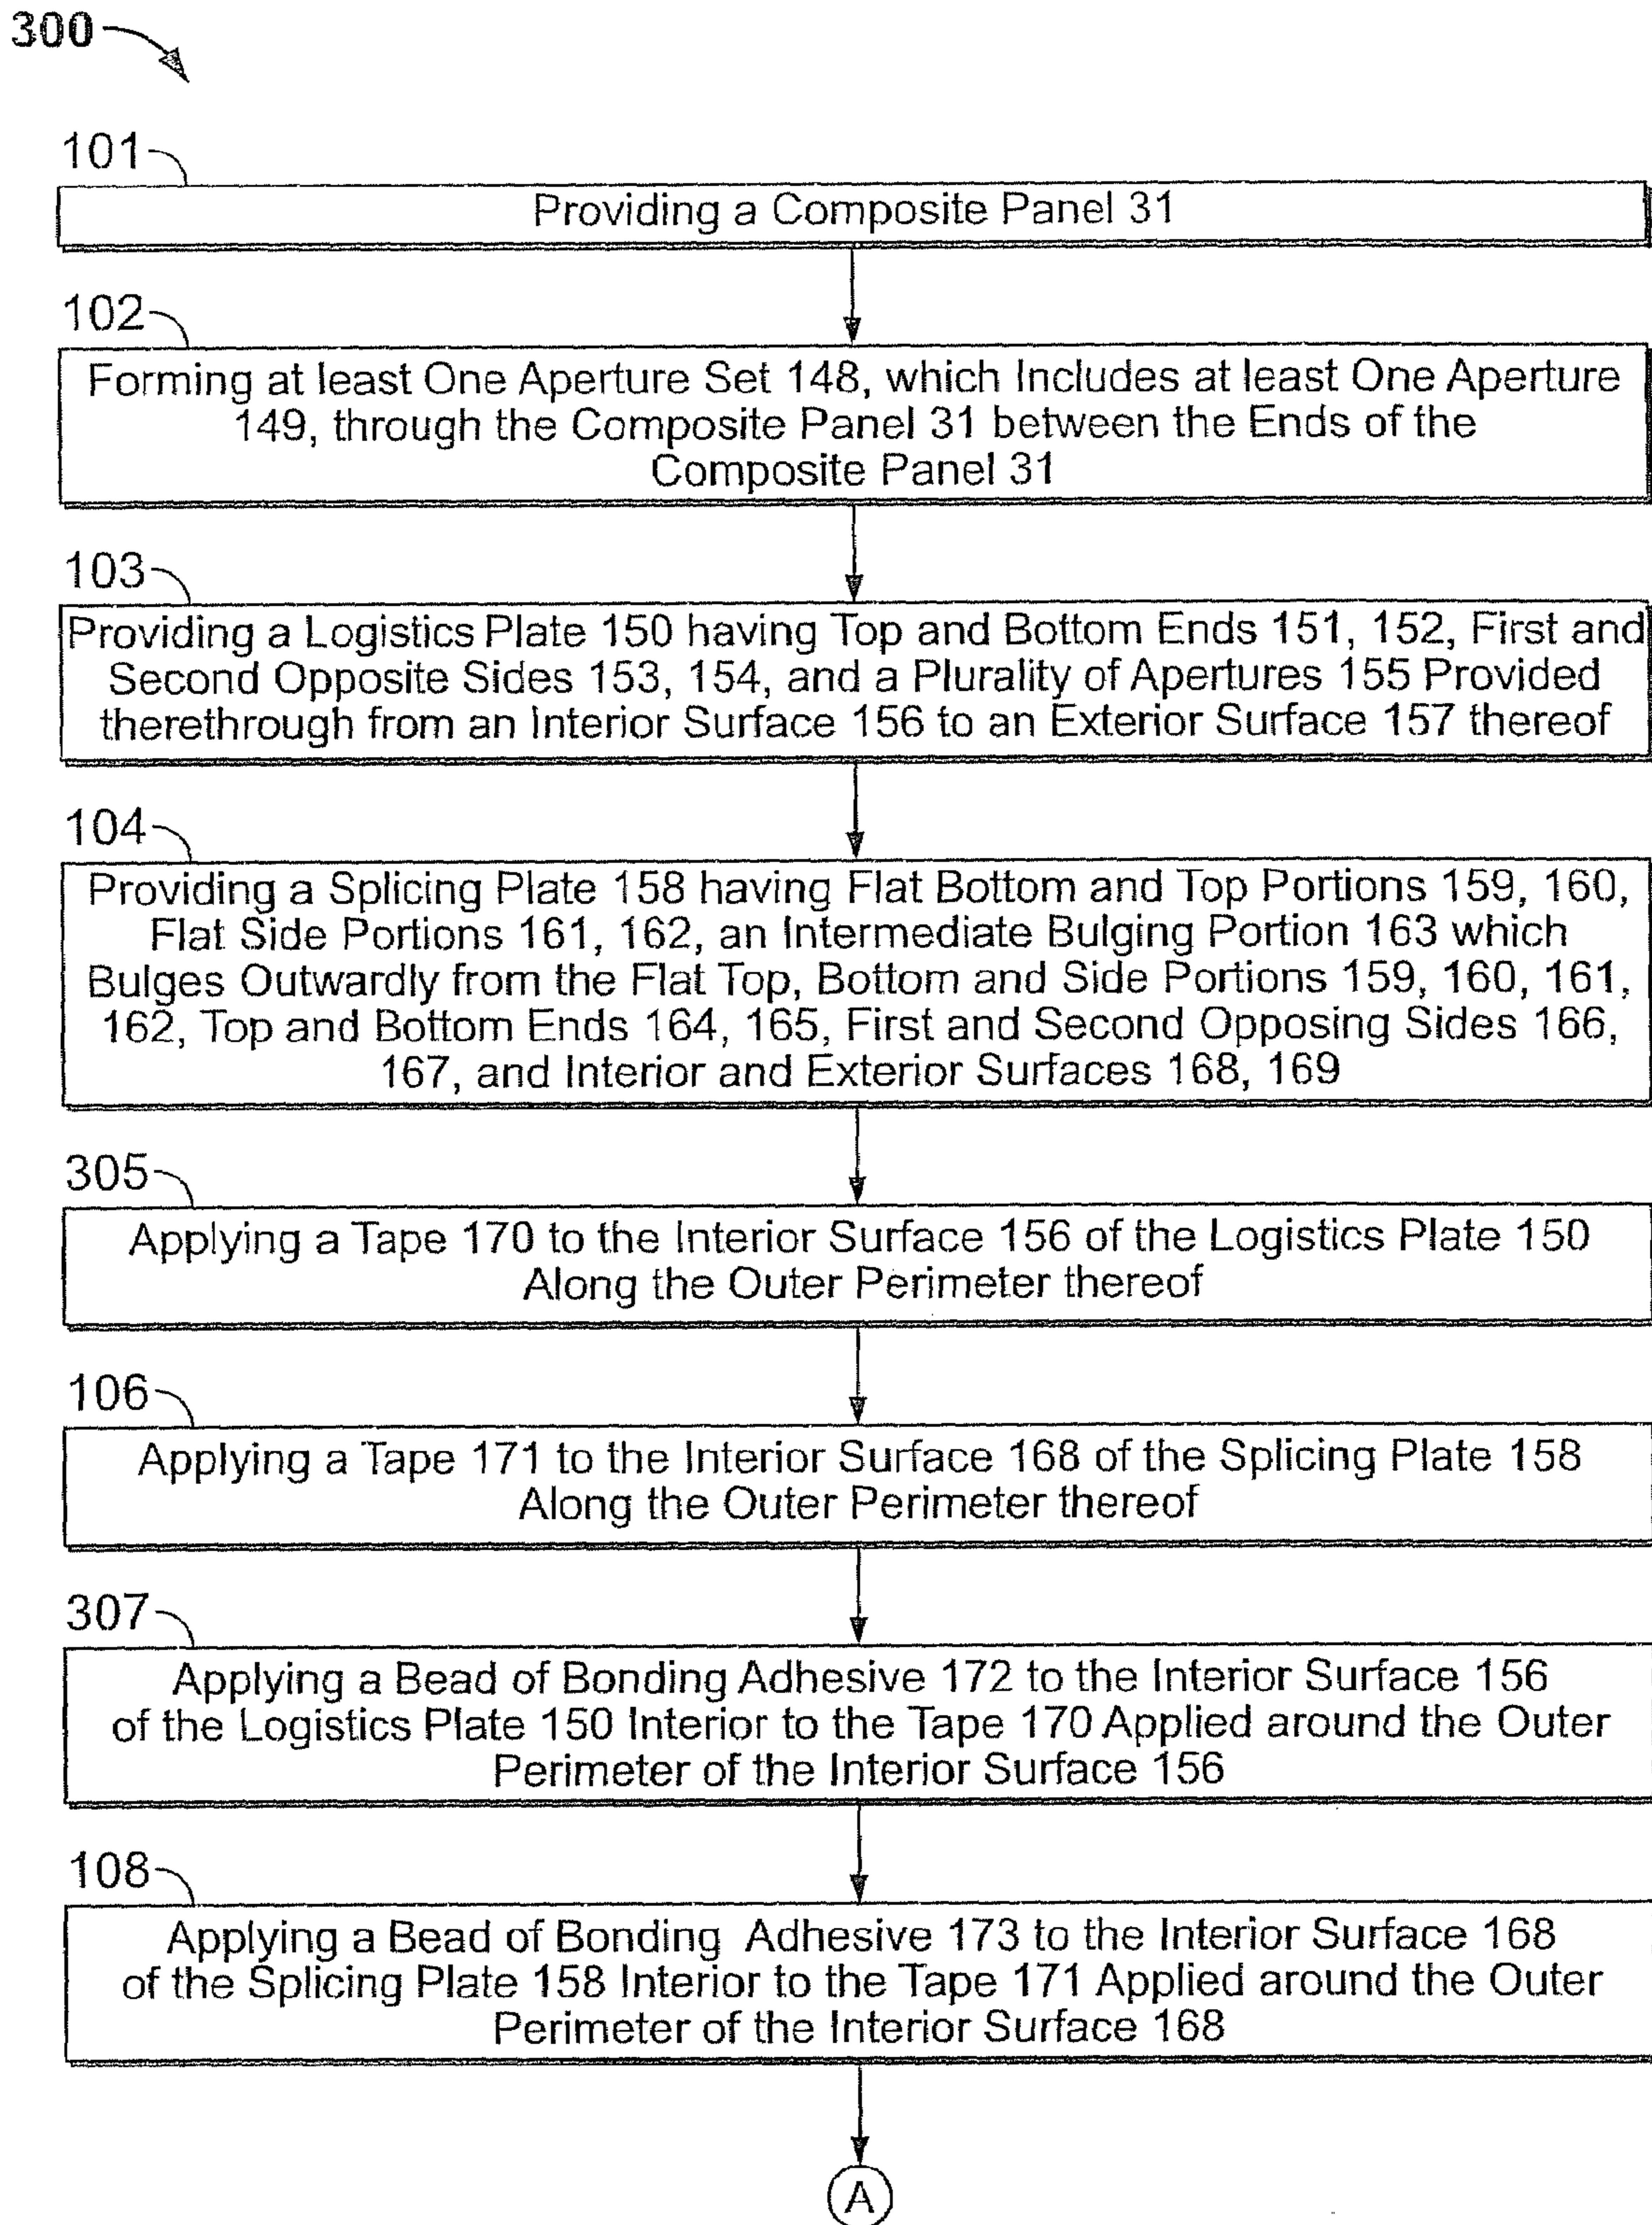 300
101
Providing a Composite Panel 31
102
Forming at least One Aperture Set 148, which Includes at least One Aperture
149, through the Composite Panel 31 between the Ends of the
Composite Panel 31
103
Providing a Logistics Plate 150 having Top and Bottom Ends 151, 152, First and
Second Opposite Sides 153, 154, and a Plurality of Apertures 155 Provided
therethrough from an Interior Surface 156 to an Exterior Surface 157 thereof
104
Providing a Splicing Plate 158 having Flat Bottom and Top Portions 159, 160,
Flat Side Portions 161, 162, an Intermediate Bulging Portion 163 which
Bulges Outwardly from the Flat Top, Bottom and Side Portions 159, 160, 161,
162, Top and Bottom Ends 164, 165, First and Second Opposing Sides 166,
167, and Interior and Exterior Surfaces 168, 169
305
Applying a Tape 170 to the Interior Surface 156 of the Logistics Plate 150
Along the Outer Perimeter thereof
106
Applying a Tape 171 to the Interior Surface 168 of the Splicing Plate 158
Along the Outer Perimeter thereof
307
Applying a Bead of Bonding Adhesive 172 to the Interior Surface 156
of the Logistics Plate 150 Interior to the Tape 170 Applied around the Outer
Perimeter of the Interior Surface 156
108
Applying a Bead of Bonding Adhesive 173 to the Interior Surface 168
of the Splicing Plate 158 Interior to the Tape 171 Applied around the Outer
Perimeter of the Interior Surface 168
A